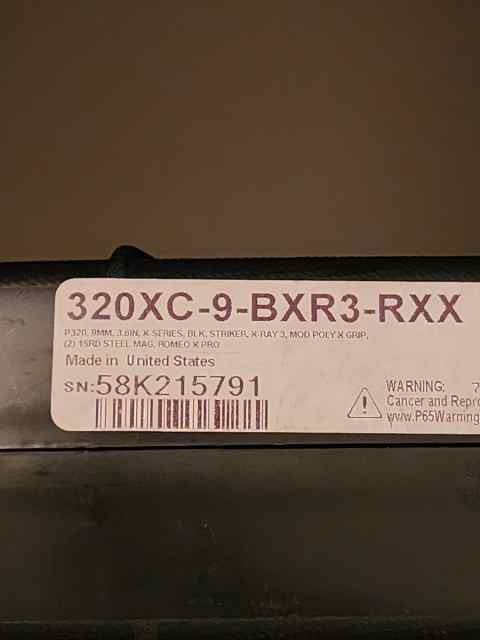 320XC-9-BXR3-RXX
P320, 9MM, 3.6IN, X-SERIES, BLK, STRIKER, X-RAY 3, MOD POLY X GRIP,
(2) 15RD STEEL MAG, ROMEO X PRO
Made in United States
SN:58K215791
WARNING:
Cancer and Repro
www.P65Warning